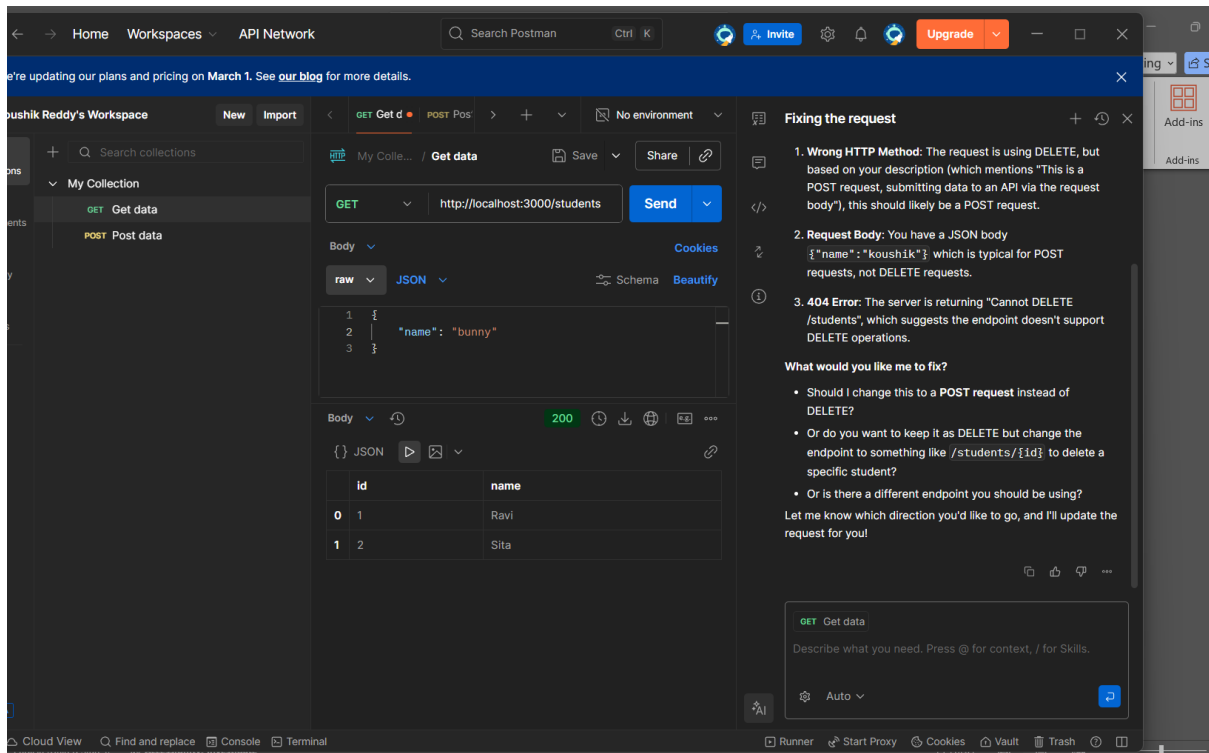 Home Workspaces API Network Search Postman Ctrl K Invite Upgrade
e're updating our plans and pricing on March 1. See our blog for more details.
oushik Reddy's Workspace New Import
GET Get d POST Pos No environment
Search collections
ons
My Collection
GET Get data
ents
POST Post data
y
s
HTTP My Colle... / Get data Save Share
GET http://localhost:3000/students Send
Body Cookies
raw JSON Schema Beautify
1 {
2 "name": "bunny"
3 }
Body 200 e.g.
{} JSON
id name
0 1 Ravi
1 2 Sita
Fixing the request
1. Wrong HTTP Method: The request is using DELETE, but
based on your description (which mentions "This is a
POST request, submitting data to an API via the request
body"), this should likely be a POST request.
2. Request Body: You have a JSON body
{"name":"koushik"} which is typical for POST
requests, not DELETE requests.
3. 404 Error: The server is returning "Cannot DELETE
/students", which suggests the endpoint doesn't support
DELETE operations.
What would you like me to fix?
• Should I change this to a POST request instead of
DELETE?
• Or do you want to keep it as DELETE but change the
endpoint to something like /students/{id} to delete a
specific student?
• Or is there a different endpoint you should be using?
Let me know which direction you'd like to go, and I'll update the
request for you!
GET Get data
Describe what you need. Press @ for context, / for Skills.
Auto
AI
Cloud View Find and replace Console Terminal Runner Start Proxy Cookies Vault Trash
ing S
Add-ins
Add-ins